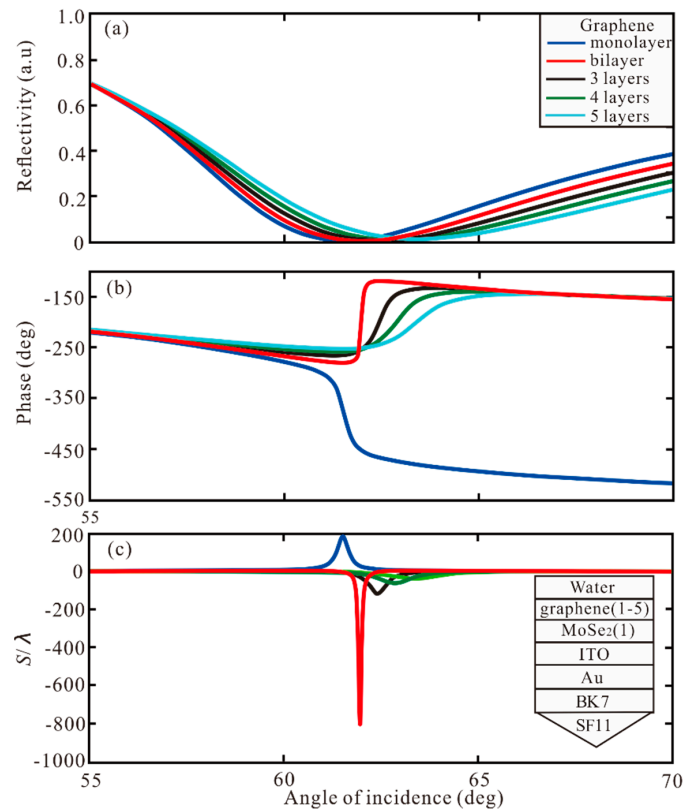 (a)
Reflectivity (a.u)
1.0
0.8
0.6
0.4
0.2
0
Graphene
monolayer
bilayer
3 layers
4 layers
5 layers
(b)
Phase (deg)
-150
-250
-350
-450
-550
55
(c)
S/λ
200
0
-200
-400
-600
-800
-1000
Water
graphene(1-5)
MoSe2(1)
ITO
Au
BK7
SF11
55
60
65
70
Angle of incidence (deg)